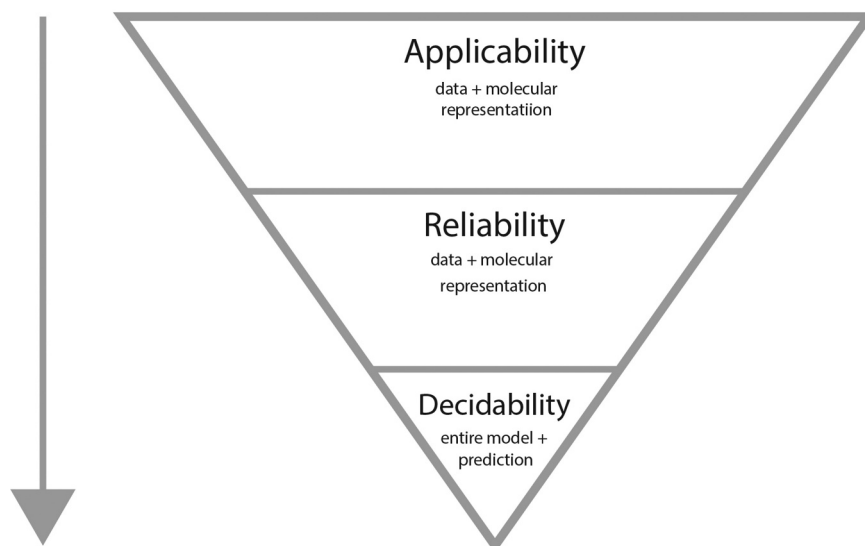 Applicability
data + molecular
representatiion
Reliability
data + molecular
representation
Decidability
entire model +
prediction